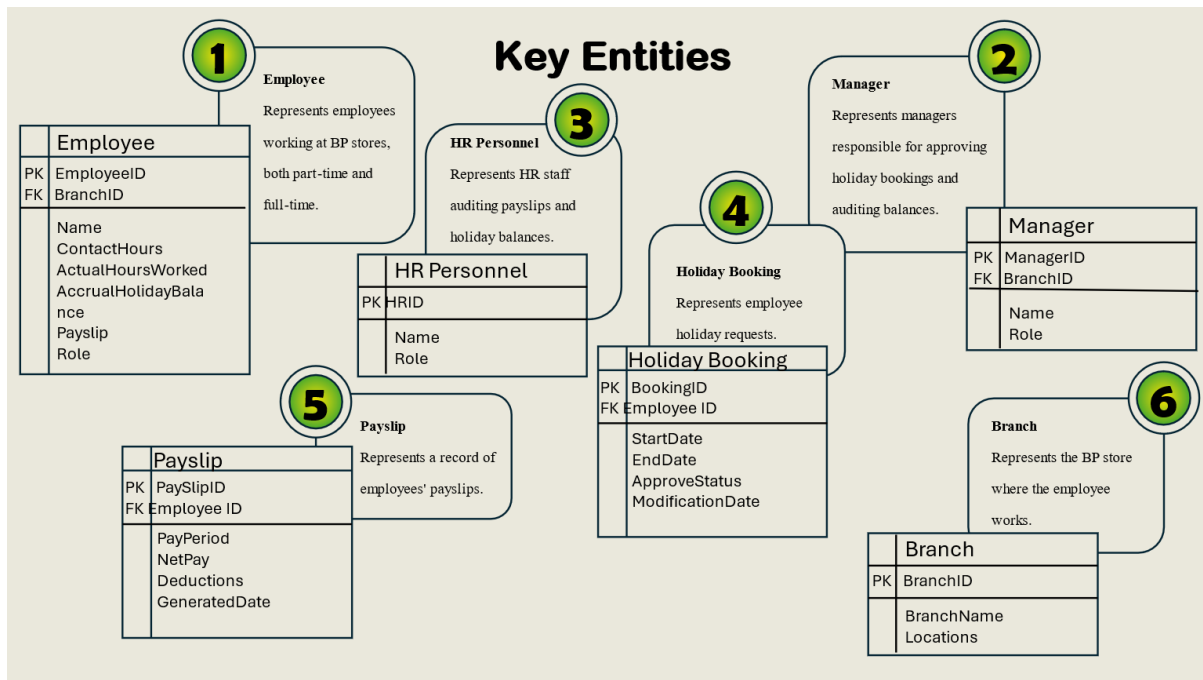 Key Entities
1
Employee
Represents employees
working at BP stores,
both part-time and
full-time.
Employee
PK EmployeeID
FK BranchID
Name
ContactHours
ActualHoursWorked
AccrualHolidayBala
nce
Payslip
Role
2
Manager
Represents managers
responsible for approving
holiday bookings and
auditing balances.
Manager
PK ManagerID
FK BranchID
Name
Role
3
HR Personnel
Represents HR staff
auditing payslips and
holiday balances.
HR Personnel
PK HRID
Name
Role
4
Holiday Booking
Represents employee
holiday requests.
Holiday Booking
PK BookingID
FK Employee ID
StartDate
EndDate
ApproveStatus
ModificationDate
5
Payslip
Represents a record of
employees' payslips.
Payslip
PK PaySlipID
FK Employee ID
PayPeriod
NetPay
Deductions
GeneratedDate
6
Branch
Represents the BP store
where the employee
works.
Branch
PK BranchID
BranchName
Locations